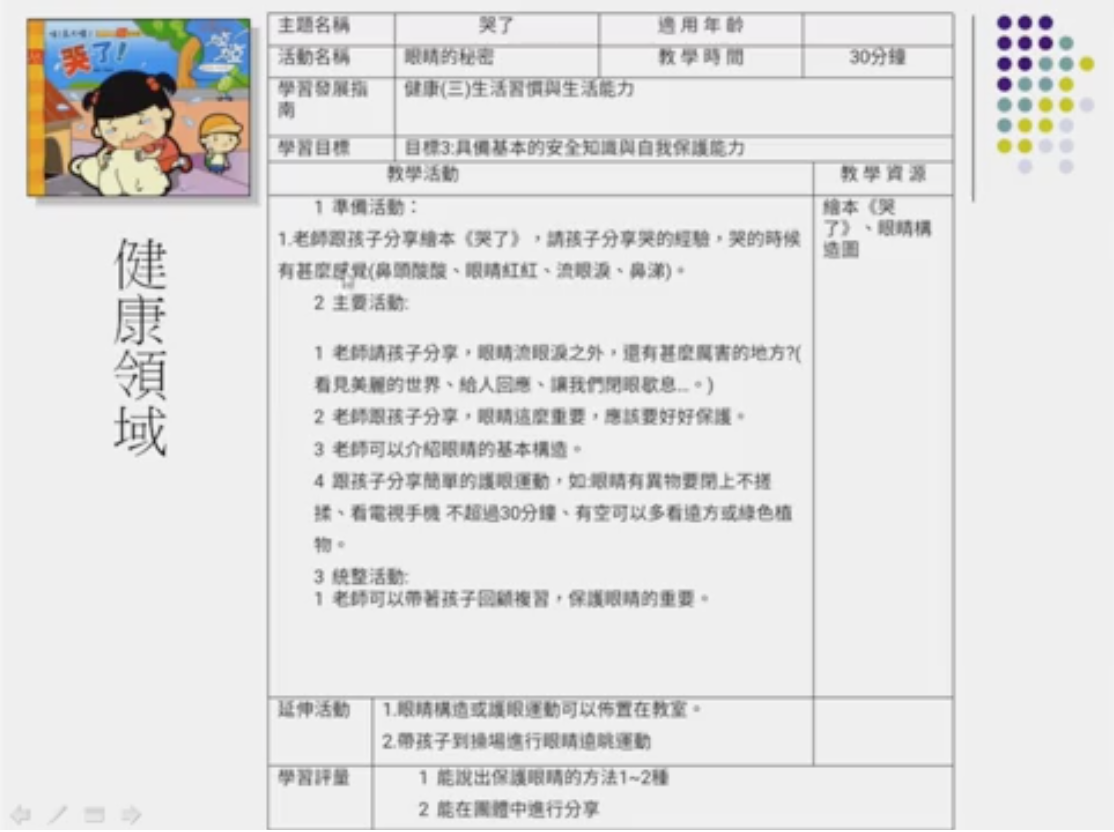 哭了!
健康領域
主題名稱 哭了 適用年齡
活動名稱 眼睛的秘密 教學時間 30分鐘
學習發展指
南
健康(三)生活習慣與生活能力
學習目標 目標3:具備基本的安全知識與自我保護能力
教學活動 教學資源
1 準備活動：
1.老師跟孩子分享繪本《哭了》，請孩子分享哭的經驗，哭的時候
有甚麼感覺(鼻頭酸酸、眼睛紅紅、流眼淚、鼻涕)。
2 主要活動:
1 老師請孩子分享，眼睛流眼淚之外，還有甚麼厲害的地方?(
看見美麗的世界、給人回應、讓我們閉眼歇息...。)
2 老師跟孩子分享，眼睛這麼重要，應該要好好保護。
3 老師可以介紹眼睛的基本構造。
4 跟孩子分享簡單的護眼運動，如:眼睛有異物要閉上不搓
揉、看電視手機 不超過30分鐘、有空可以多看遠方或綠色植
物。
3 統整活動:
1 老師可以帶著孩子回顧複習，保護眼睛的重要。
繪本《哭
了》、眼睛構
造圖
延伸活動
1.眼睛構造或護眼運動可以佈置在教室。
2.帶孩子到操場進行眼睛遠眺運動
學習評量
1 能說出保護眼睛的方法1~2種
2 能在團體中進行分享